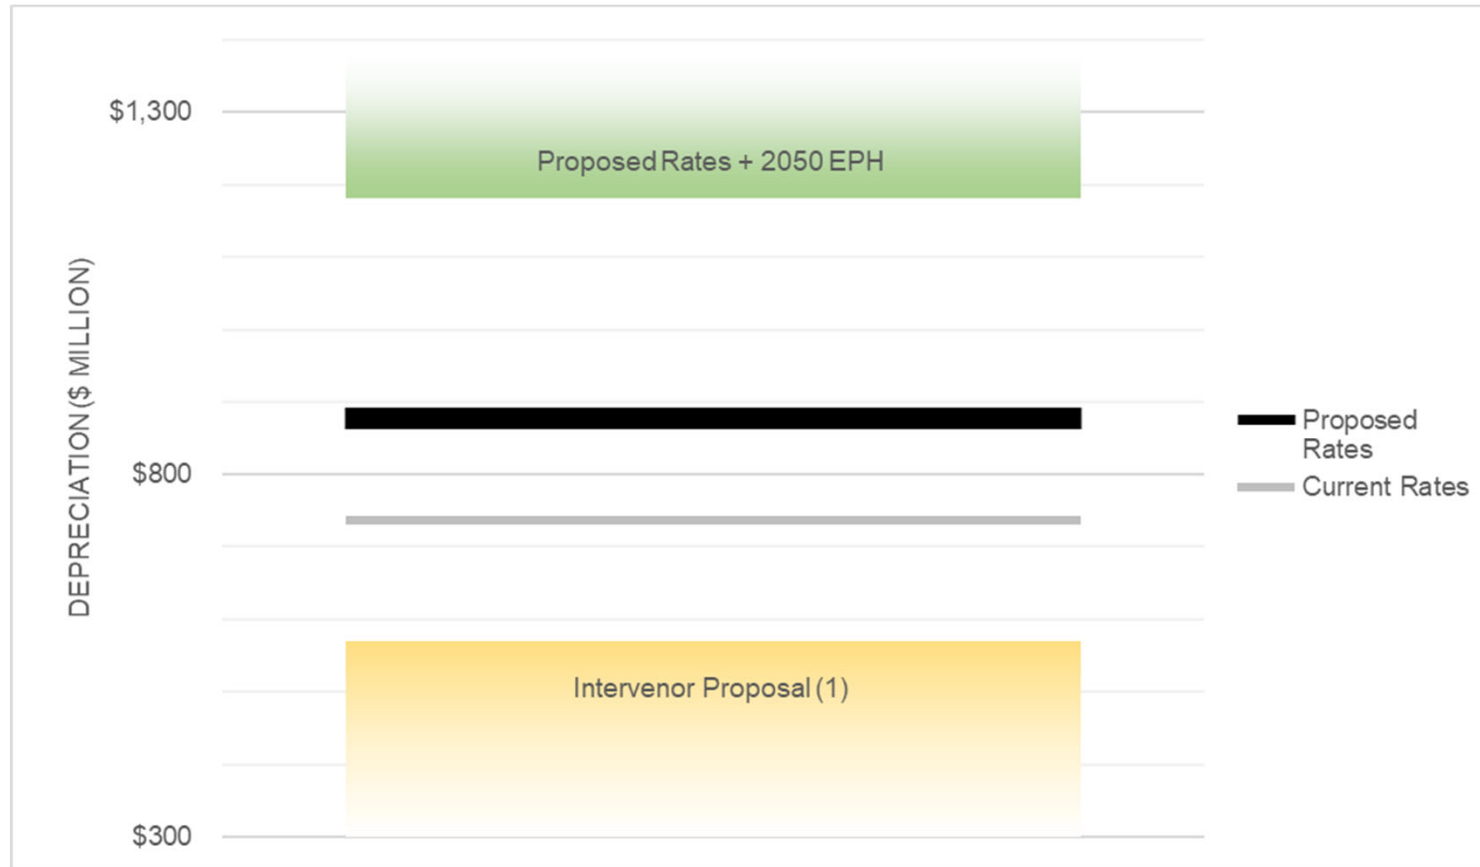 $1,300
Proposed Rates + 2050 EPH
DEPRECIATION ($ MILLION)
$800
Proposed
Rates
Current Rates
Intervenor Proposal (1)
$300